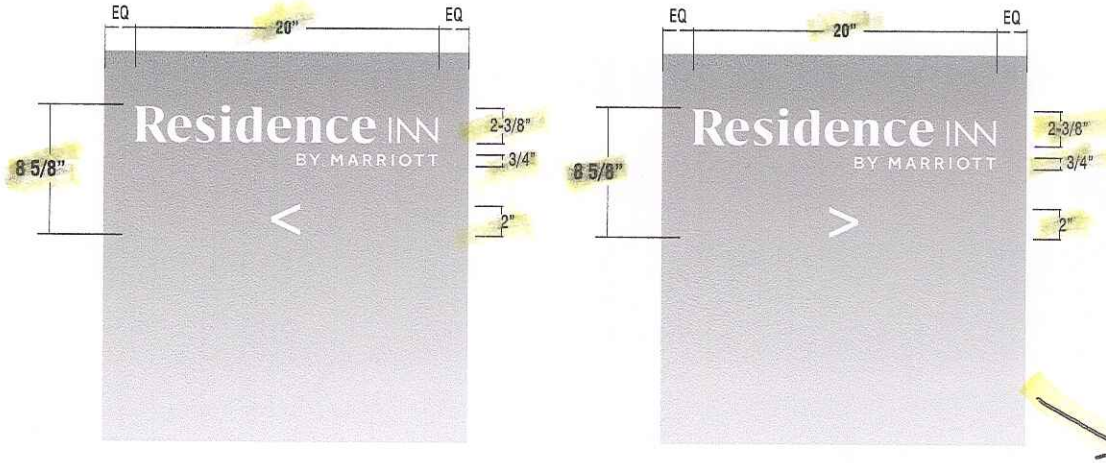 EQ
20"
EQ
8 5/8"
Residence INN
BY MARRIOTT
<
2-3/8"
3/4"
2"
EQ
20"
EQ
8 5/8"
Residence INN
BY MARRIOTT
>
2-3/8"
3/4"
2"